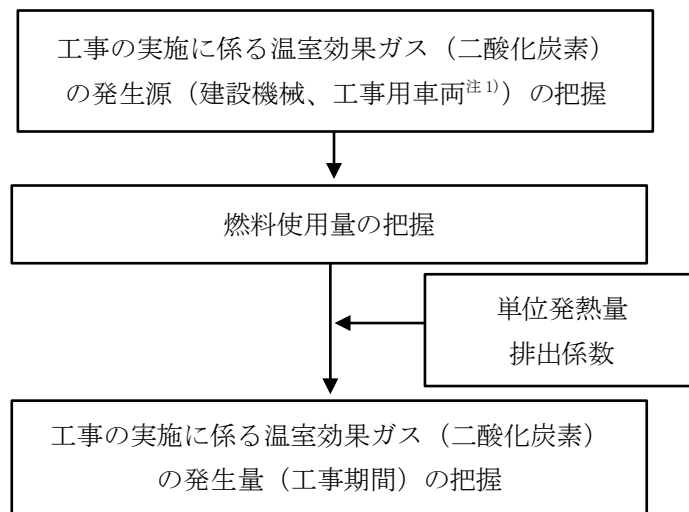 工事の実施に係る温室効果ガス（二酸化炭素）
の発生源（建設機械、工事用車両注1)）の把握
燃料使用量の把握
単位発熱量
排出係数
工事の実施に係る温室効果ガス（二酸化炭素）
の発生量（工事期間）の把握